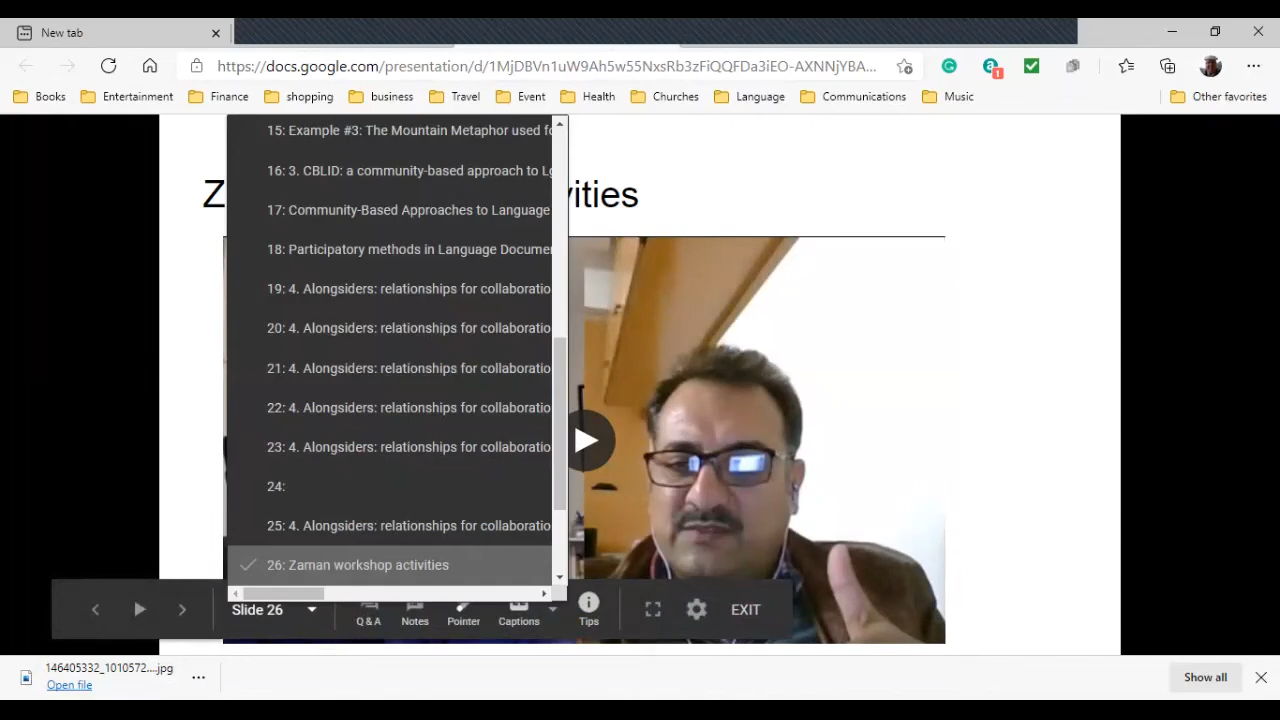 New tab
https://docs.google.com/presentation/d/1MjDBVn1uW9Ah5w55NxsRb3zFiQQFDa3iEO-AXNNjYBA...
Books Entertainment Finance shopping business Travel Event Health Churches Language Communications Music Other favorites
15: Example #3: The Mountain Metaphor used fo
16: 3. CBLID: a community-based approach to Lg
17: Community-Based Approaches to Language
18: Participatory methods in Language Documen
19: 4. Alongsiders: relationships for collaboratio
20: 4. Alongsiders: relationships for collaboratio
21: 4. Alongsiders: relationships for collaboratio
22: 4. Alongsiders: relationships for collaboratio
23: 4. Alongsiders: relationships for collaboratio
24:
25: 4. Alongsiders: relationships for collaboratio
26: Zaman workshop activities
Slide 26
Q & A Notes Pointer Captions Tips EXIT
146405332_1010572....jpg
Open file
Show all